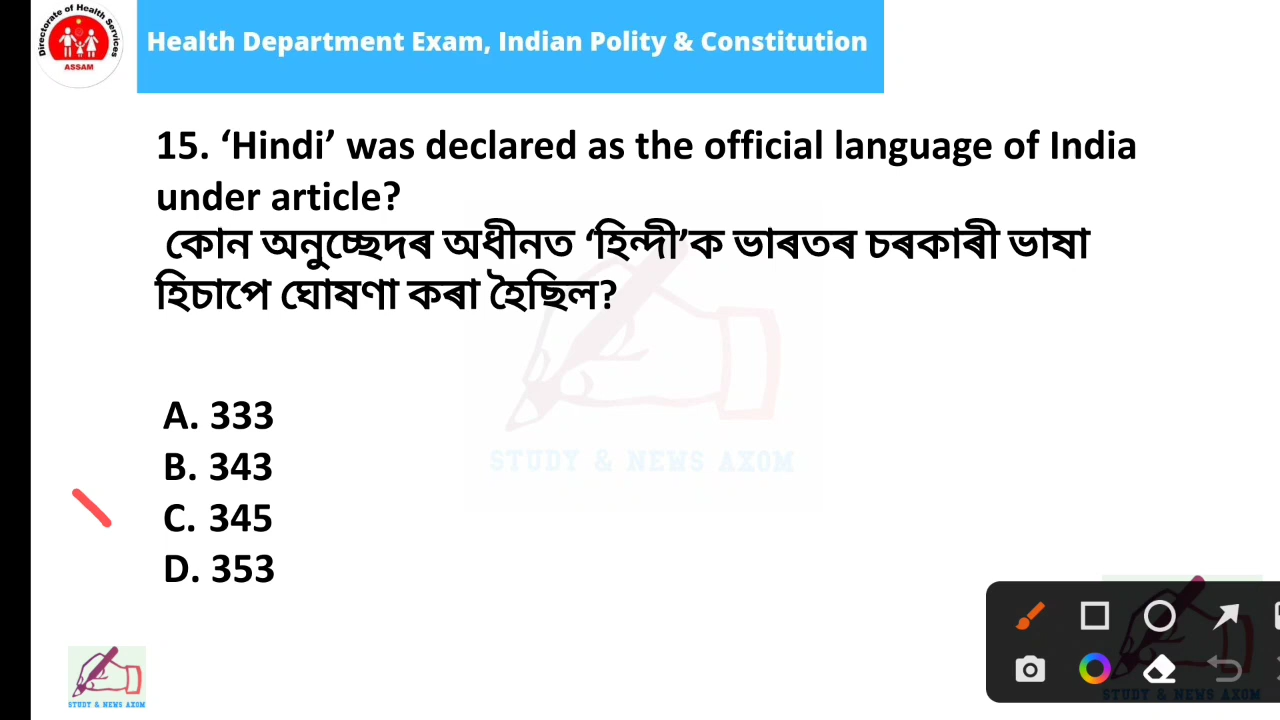 Directorate of Health Services
ASSAM
Health Department Exam, Indian Polity & Constitution
15. ‘Hindi’ was declared as the official language of India
under article?
কোন অনুচ্ছেদৰ অধীনত ‘হিন্দী’ক ভাৰতৰ চৰকাৰী ভাষা
হিচাপে ঘোষণা কৰা হৈছিল?
STUDY & NEWS AXOM
A. 333
B. 343
C. 345
D. 353
STUDY & NEWS AXOM
STUDY & NEWS AXOM